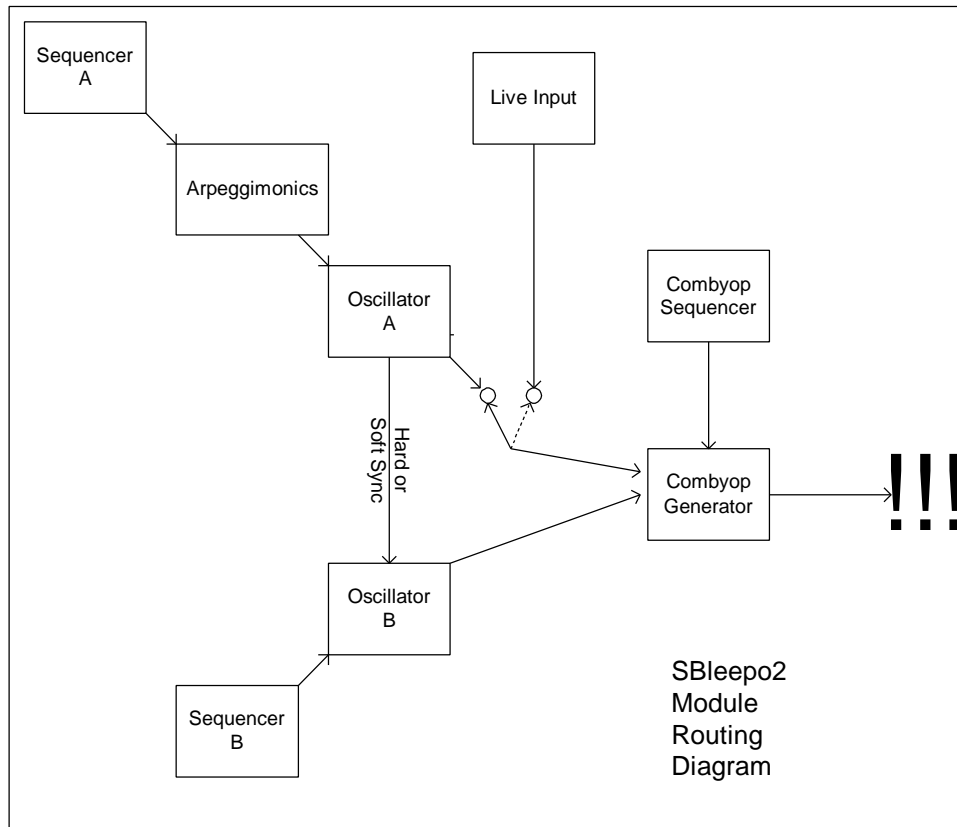 Sequencer
A
Live Input
Arpeggimonics
Oscillator
A
Combyop
Sequencer
Hard or
Soft Sync
Combyop
Generator
!!!
Oscillator
B
Sequencer
B
SBleepo2
Module
Routing
Diagram